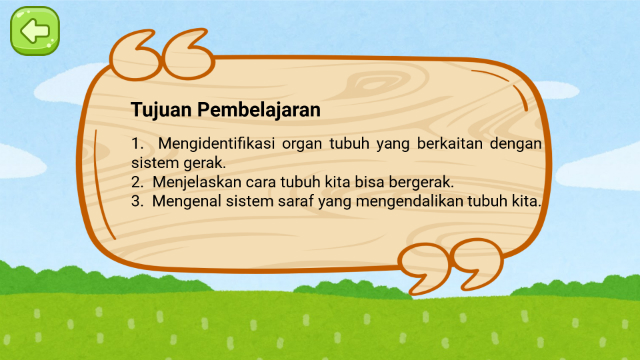 Tujuan Pembelajaran
1. Mengidentifikasi organ tubuh yang berkaitan dengan
sistem gerak.
2. Menjelaskan cara tubuh kita bisa bergerak.
3. Mengenal sistem saraf yang mengendalikan tubuh kita.